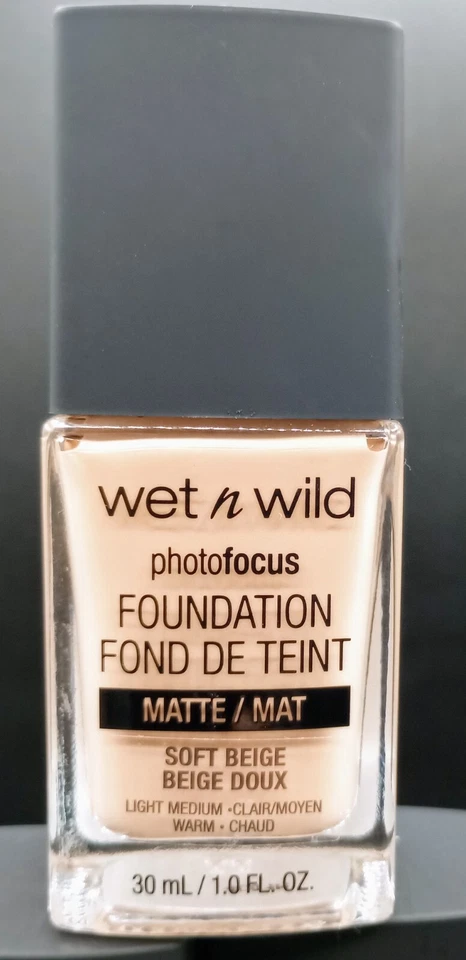 wet n wild
photofocus
FOUNDATION
FOND DE TEINT
MATTE / MAT
SOFT BEIGE
BEIGE DOUX
LIGHT MEDIUM • CLAIR/MOYEN
WARM • CHAUD
30 mL / 1.0 FL. OZ.